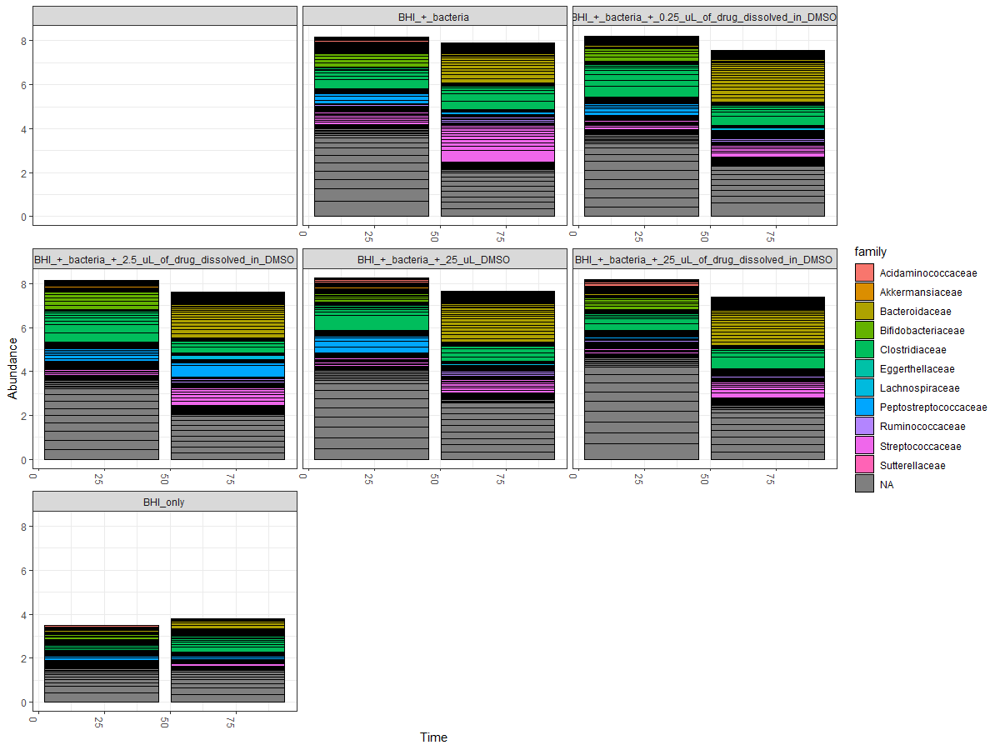 BHI_+_bacteria
BHI_+_bacteria_+_0.25_uL_of_drug_dissolved_in_DMSO
8
6
4
2
0
0
25
50
75
0
25
50
75
BHI_+_bacteria_+_2.5_uL_of_drug_dissolved_in_DMSO
BHI_+_bacteria_+_25_uL_DMSO
BHI_+_bacteria_+_25_uL_of_drug_dissolved_in_DMSO
8
6
4
2
0
0
25
50
75
0
25
50
75
0
25
50
75
BHI_only
8
6
4
2
0
0
25
50
75
Abundance
Time
family
Acidaminococcaceae
Akkermansiaceae
Bacteroidaceae
Bifidobacteriaceae
Clostridiaceae
Eggerthellaceae
Lachnospiraceae
Peptostreptococcaceae
Ruminococcaceae
Streptococcaceae
Sutterellaceae
NA